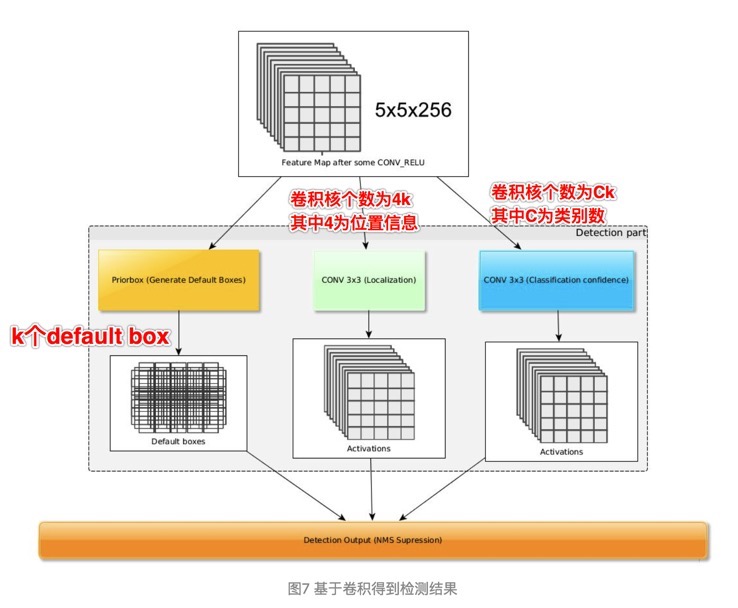 5x5x256
Feature Map after some CONV_RELU
卷积核个数为4k
其中4为位置信息
卷积核个数为Ck
其中C为类别数
Detection part
Priorbox (Generate Default Boxes)
CONV 3x3 (Localization)
CONV 3x3 (Classification confidence)
k个default box
Default boxes
Activations
Activations
Detection Output (NMS Supression)
图7 基于卷积得到检测结果